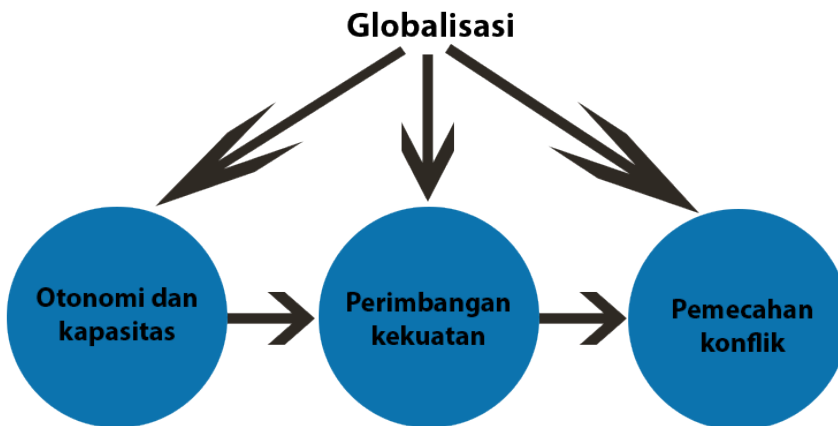 Globalisasi
Otonomi dan
kapasitas
Perimbangan
kekuatan
Pemecahan
konflik